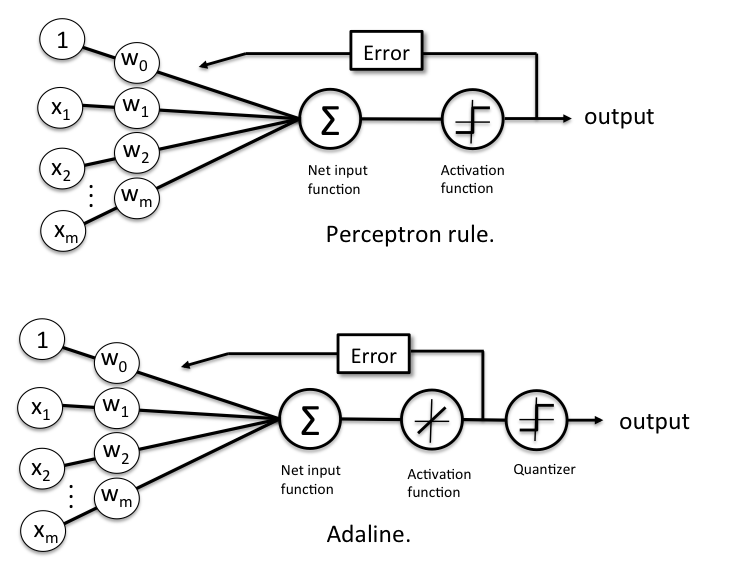 1
w0
Error
x1
w1
Σ
output
x2
w2
Net input
function
Activation
function
⋮
wm
xm
Perceptron rule.
1
w0
Error
x1
w1
Σ
output
x2
w2
Net input
function
Activation
function
Quantizer
⋮
wm
xm
Adaline.